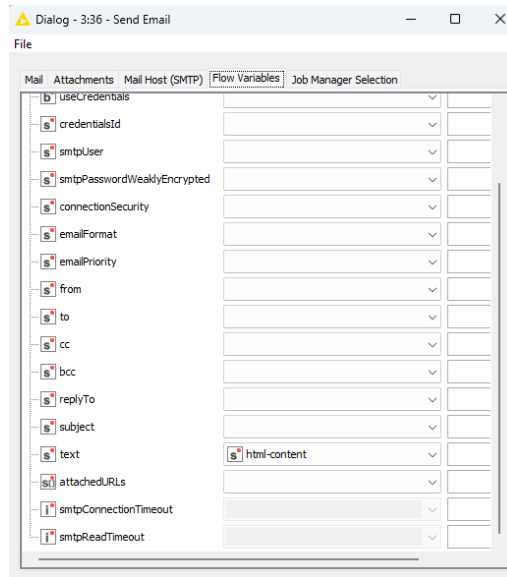 Dialog - 3:36 - Send Email
File
Mail Attachments Mail Host (SMTP) Flow Variables Job Manager Selection
b useCredentials
s credentialsId
s smtpUser
s smtpPasswordWeaklyEncrypted
s connectionSecurity
s emailFormat
s emailPriority
s from
s to
s cc
s bcc
s replyTo
s subject
s text s html-content
s[] attachedURLs
i smtpConnectionTimeout
i smtpReadTimeout